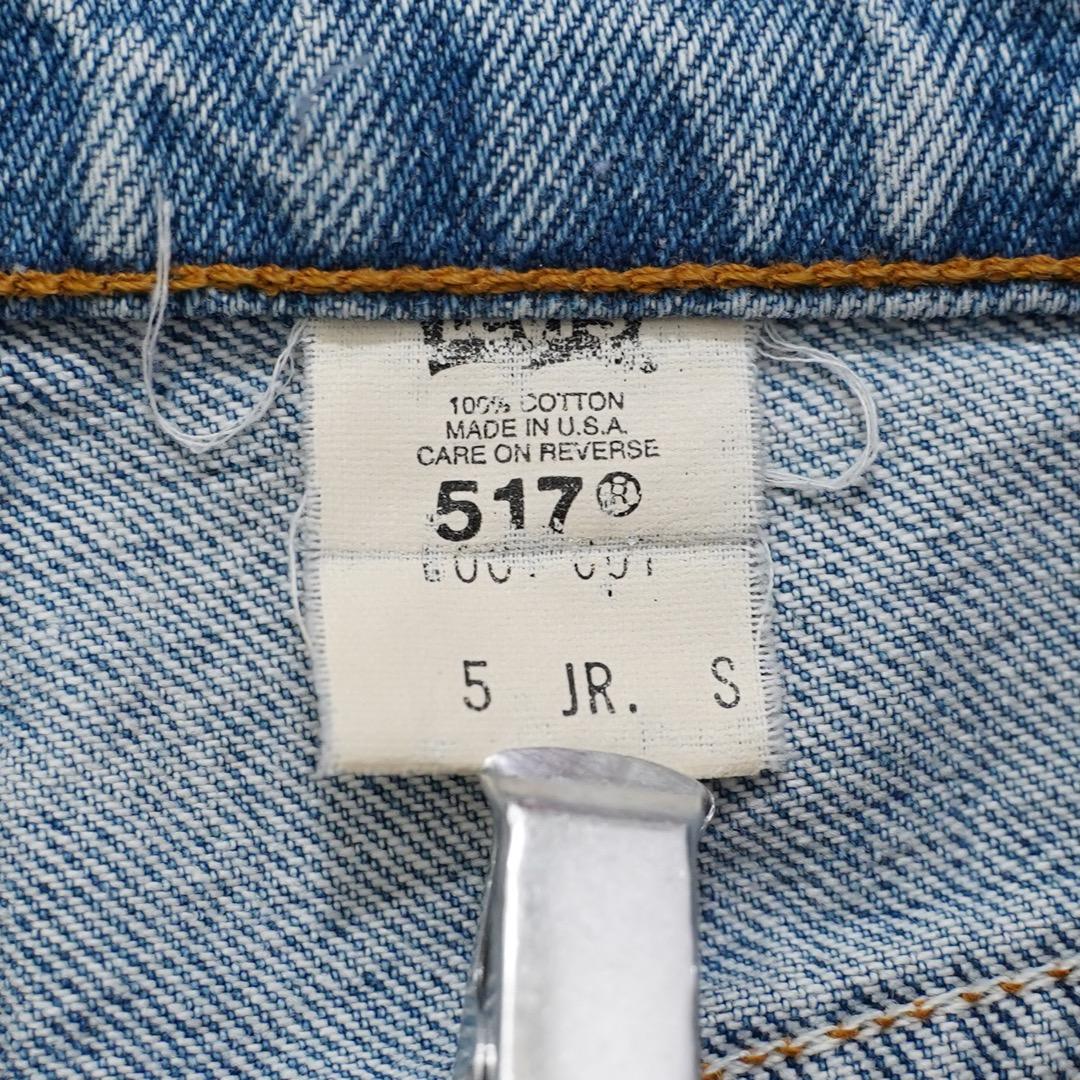 100% COTTON
MADE IN U.S.A.
CARE ON REVERSE
517®
5 JR. S